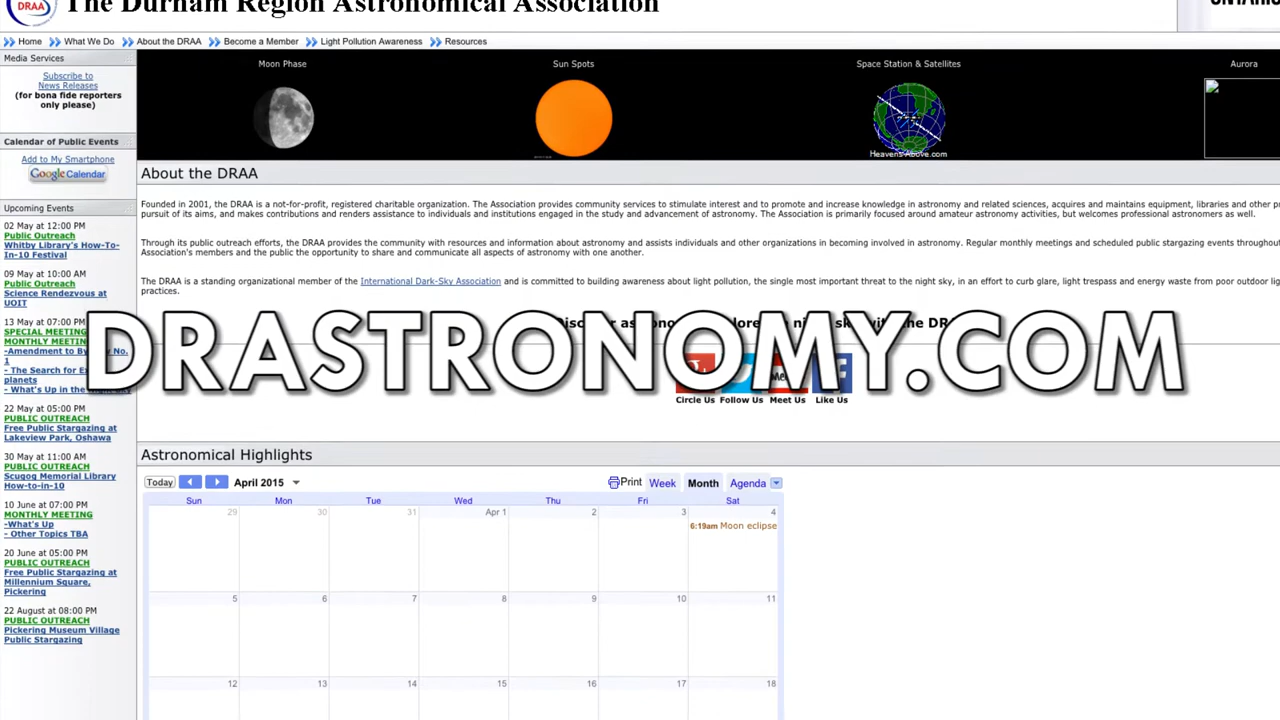 DRAA
The Durham Region Astronomical Association
Home
What We Do
About the DRAA
Become a Member
Light Pollution Awareness
Resources
Media Services
Subscribe to
News Releases
(for bona fide reporters
only please)
Calendar of Public Events
Add to My Smartphone
Google Calendar
Upcoming Events
02 May at 12:00 PM
Public Outreach
Whitby Library's How-To-
In-10 Festival
09 May at 10:00 AM
Public Outreach
Science Rendezvous at
UOIT
13 May at 07:00 PM
SPECIAL MEETING
MONTHLY MEETING
-Amendment to By No.
1
- The Search for
planets
- What's Up in the
22 May at 05:00 PM
PUBLIC OUTREACH
Free Public Stargazing at
Lakeview Park, Oshawa
30 May at 11:00 AM
PUBLIC OUTREACH
Scugog Memorial Library
How-to-in-10
10 June at 07:00 PM
MONTHLY MEETING
-What's Up
- Other Topics TBA
20 June at 05:00 PM
PUBLIC OUTREACH
Free Public Stargazing at
Millennium Square,
Pickering
22 August at 08:00 PM
PUBLIC OUTREACH
Pickering Museum Village
Public Stargazing
Moon Phase
Sun Spots
Space Station & Satellites
Aurora
Heavens-Above.com
About the DRAA
Founded in 2001, the DRAA is a not-for-profit, registered charitable organization. The Association provides community services to stimulate interest and to promote and increase knowledge in astronomy and related sciences, acquires and maintains equipment, libraries and other
pursuit of its aims, and makes contributions and renders assistance to individuals and institutions engaged in the study and advancement of astronomy. The Association is primarily focused around amateur astronomy activities, but welcomes professional astronomers as well.
Through its public outreach efforts, the DRAA provides the community with resources and information about astronomy and assists individuals and other organizations in becoming involved in astronomy. Regular monthly meetings and scheduled public stargazing events throughout
Association's members and the public the opportunity to share and communicate all aspects of astronomy with one another.
The DRAA is a standing organizational member of the International Dark-Sky Association and is committed to building awareness about light pollution, the single most important threat to the night sky, in an effort to curb glare, light trespass and energy waste from poor outdoor
practices.
DRASTRONOMY.COM
Circle Us
Follow Us
Meet Us
Like Us
Astronomical Highlights
Today
April 2015
Print
Week
Month
Agenda
Sun Mon Tue Wed Thu Fri Sat
29 30 31 Apr 1 2 3 4
6:19am Moon eclipse
5 6 7 8 9 10 11
12 13 14 15 16 17 18